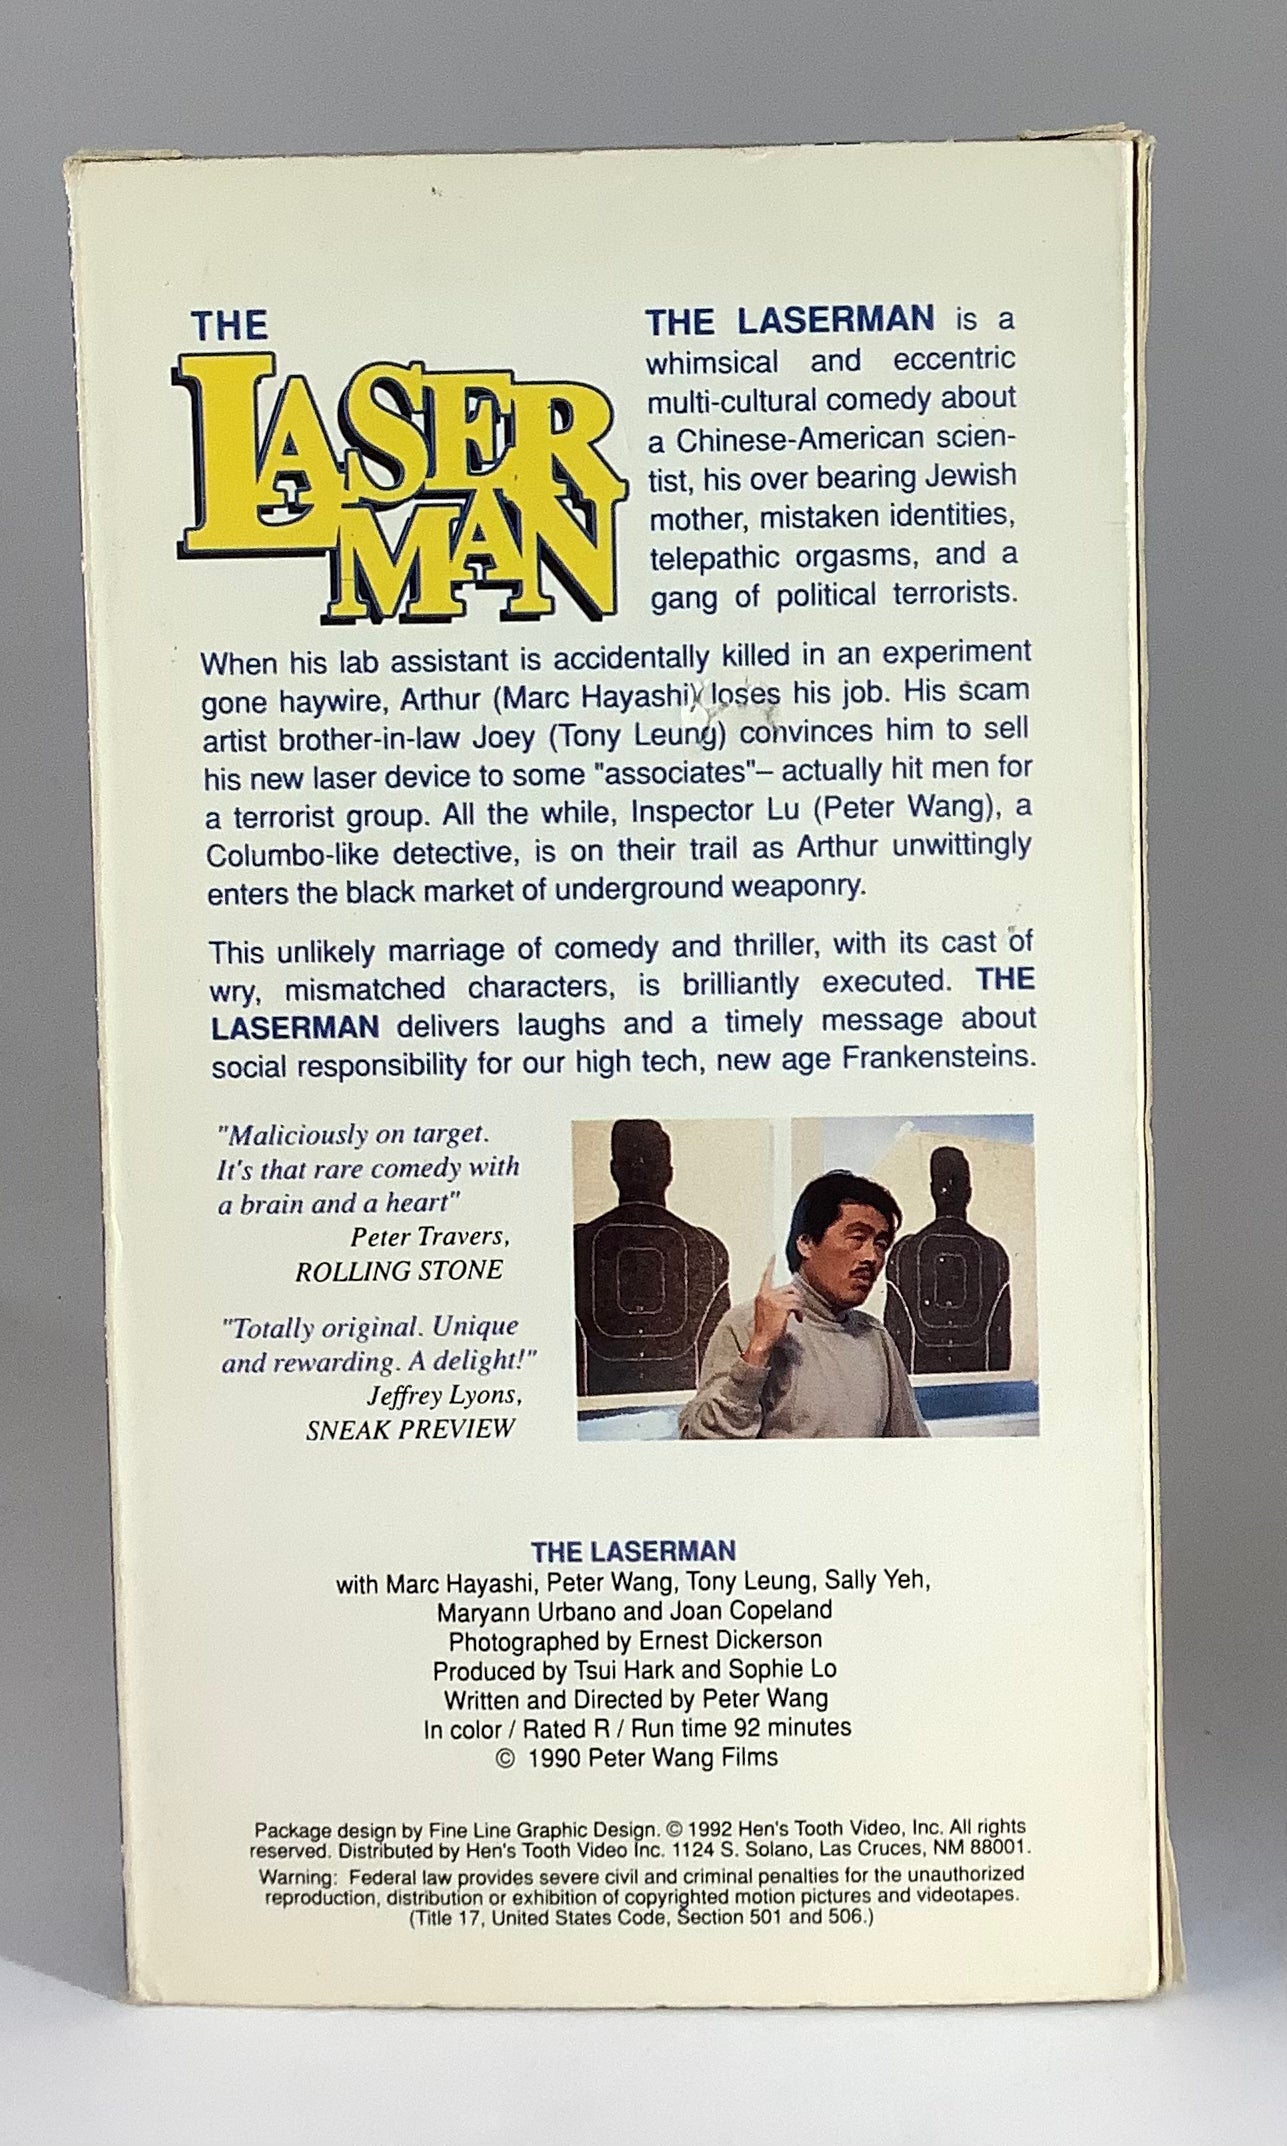 THE
LASER
MAN
THE LASERMAN is a
whimsical and eccentric
multi-cultural comedy about
a Chinese-American scien-
tist, his over bearing Jewish
mother, mistaken identities,
telepathic orgasms, and a
gang of political terrorists.
When his lab assistant is accidentally killed in an experiment
gone haywire, Arthur (Marc Hayashi) loses his job. His scam
artist brother-in-law Joey (Tony Leung) convinces him to sell
his new laser device to some "associates"– actually hit men for
a terrorist group. All the while, Inspector Lu (Peter Wang), a
Columbo-like detective, is on their trail as Arthur unwittingly
enters the black market of underground weaponry.
This unlikely marriage of comedy and thriller, with its cast of
wry, mismatched characters, is brilliantly executed. THE
LASERMAN delivers laughs and a timely message about
social responsibility for our high tech, new age Frankensteins.
"Maliciously on target.
It's that rare comedy with
a brain and a heart"
Peter Travers,
ROLLING STONE
"Totally original. Unique
and rewarding. A delight!"
Jeffrey Lyons,
SNEAK PREVIEW
THE LASERMAN
with Marc Hayashi, Peter Wang, Tony Leung, Sally Yeh,
Maryann Urbano and Joan Copeland
Photographed by Ernest Dickerson
Produced by Tsui Hark and Sophie Lo
Written and Directed by Peter Wang
In color / Rated R / Run time 92 minutes
© 1990 Peter Wang Films
Package design by Fine Line Graphic Design. © 1992 Hen's Tooth Video, Inc. All rights
reserved. Distributed by Hen's Tooth Video Inc. 1124 S. Solano, Las Cruces, NM 88001.
Warning: Federal law provides severe civil and criminal penalties for the unauthorized
reproduction, distribution or exhibition of copyrighted motion pictures and videotapes.
(Title 17, United States Code, Section 501 and 506.)